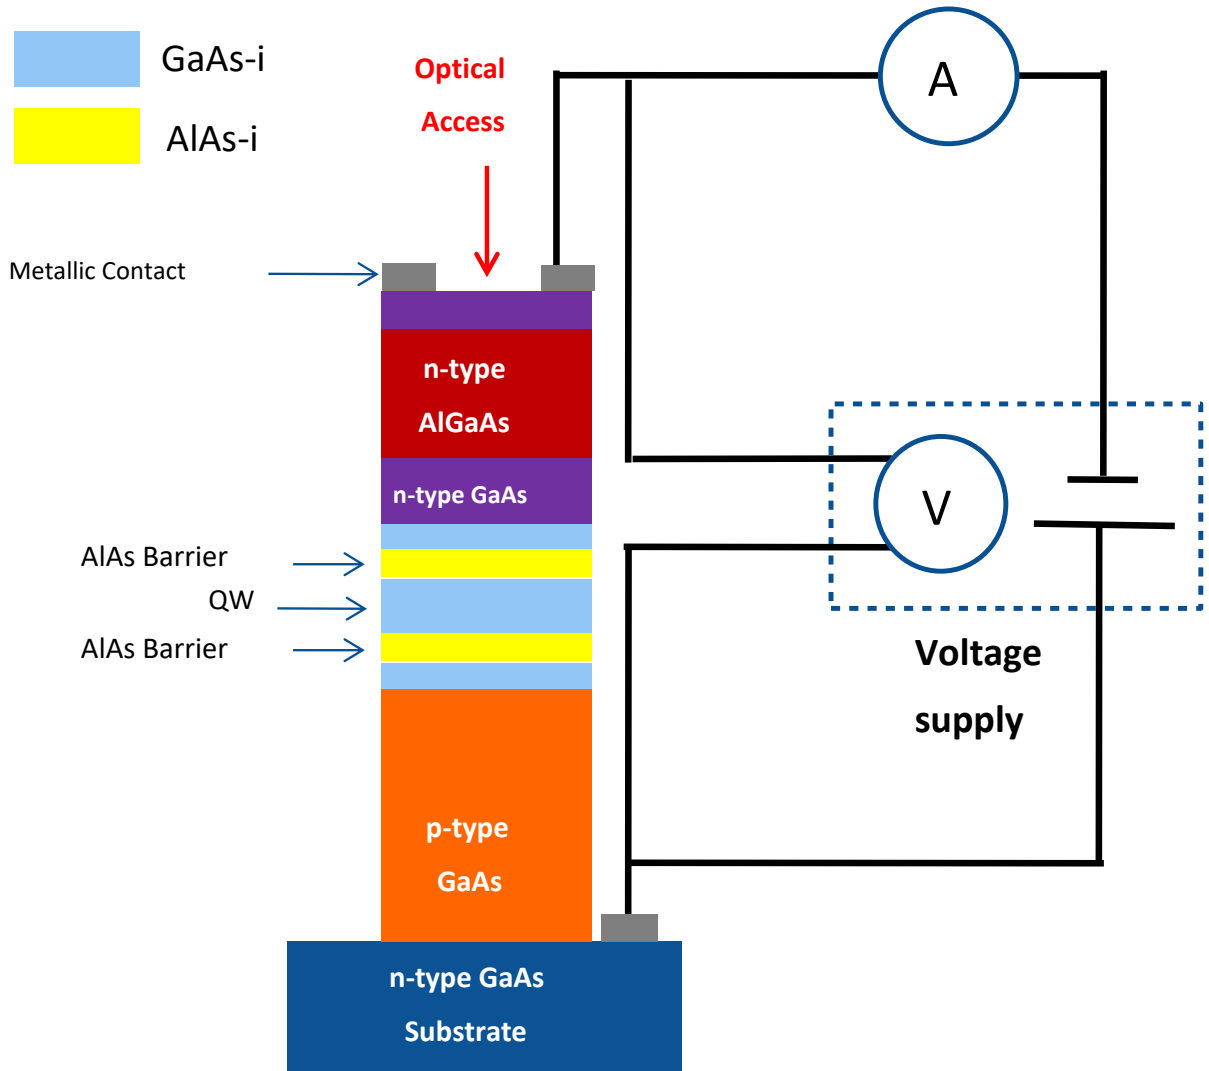 GaAs-i
AlAs-i
Optical
Access
A
Metallic Contact
n-type
AlGaAs
n-type GaAs
V
AlAs Barrier
QW
AlAs Barrier
Voltage
supply
p-type
GaAs
n-type GaAs
Substrate